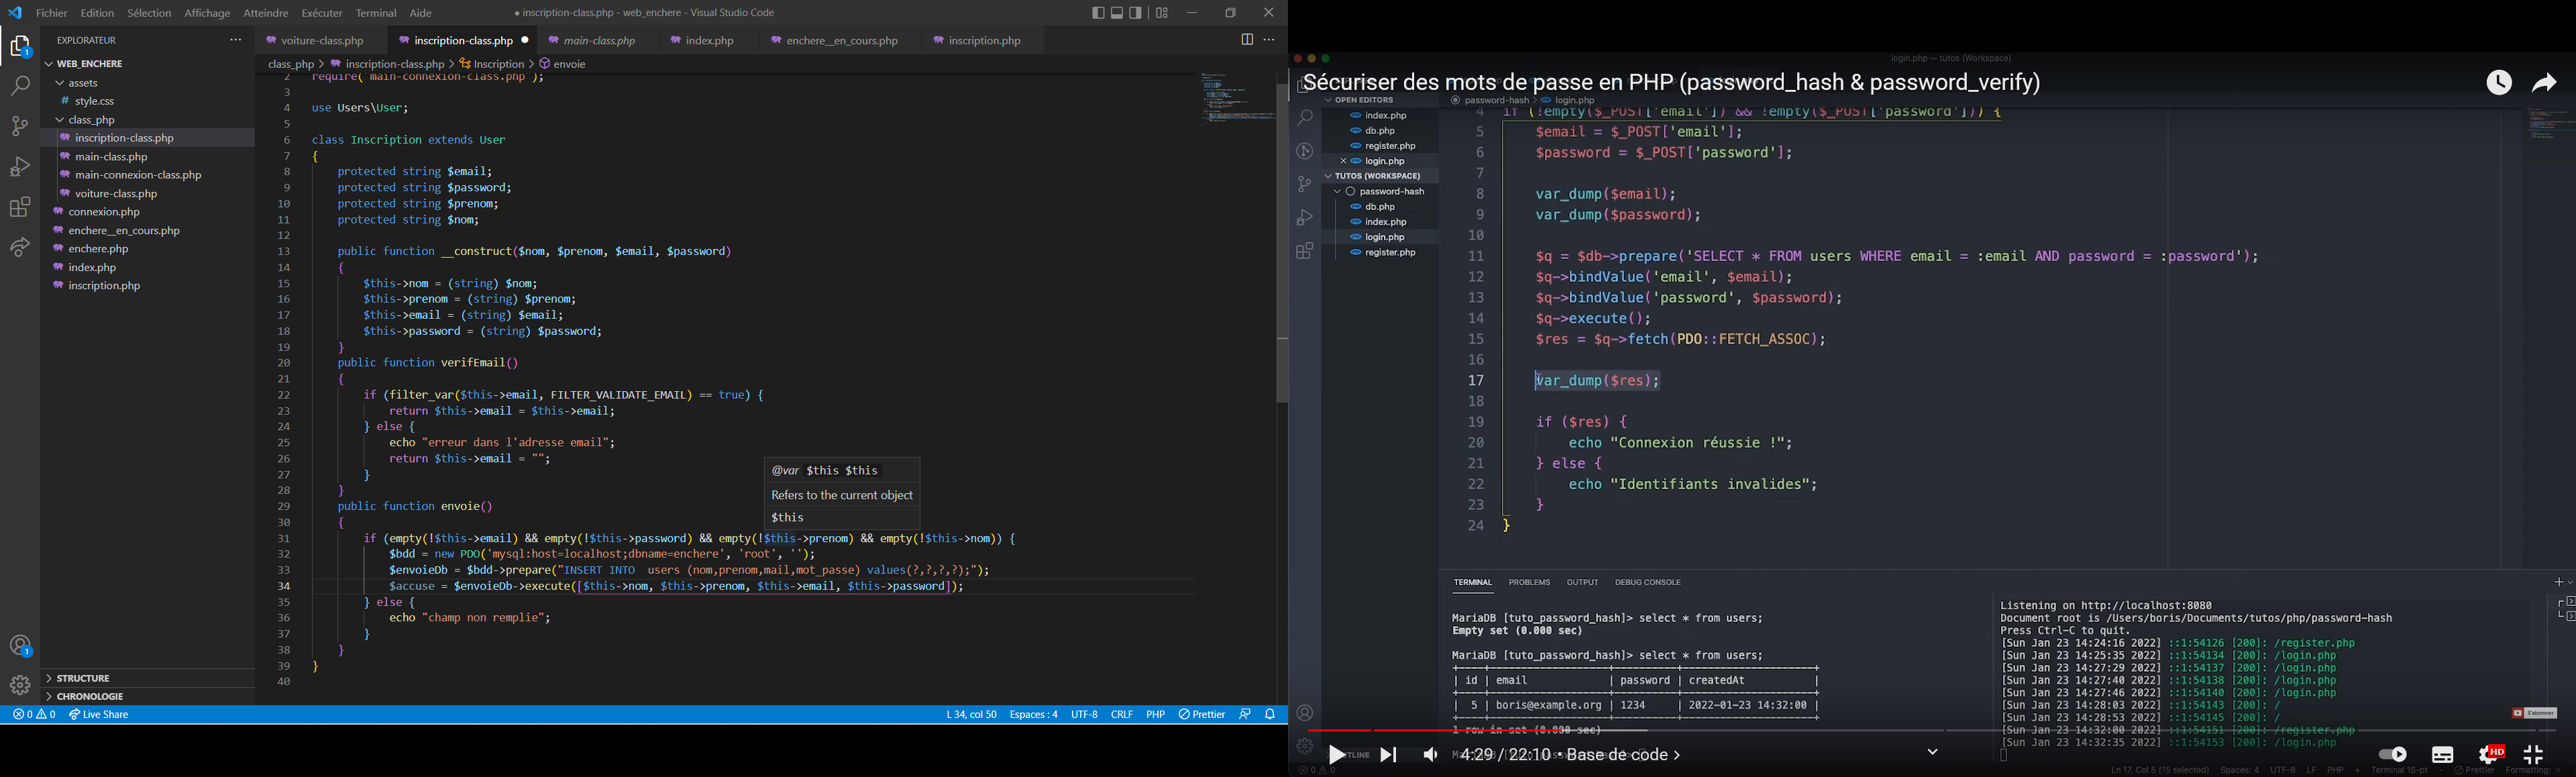 Fichier Edition Sélection Affichage Atteindre Exécuter Terminal Aide
● inscription-class.php - web_enchere - Visual Studio Code
EXPLORATEUR
WEB_ENCHERE
assets
# style.css
class_php
inscription-class.php
main-class.php
main-connexion-class.php
voiture-class.php
connexion.php
enchere__en_cours.php
enchere.php
index.php
inscription.php
STRUCTURE
CHRONOLOGIE
voiture-class.php inscription-class.php ● main-class.php index.php enchere__en_cours.php inscription.php
class_php > inscription-class.php > Inscription > envoie
2 require('main-connexion-class.php');
3
4 use Users\User;
5
6 class Inscription extends User
7 {
8 protected string $email;
9 protected string $password;
10 protected string $prenom;
11 protected string $nom;
12
13 public function __construct($nom, $prenom, $email, $password)
14 {
15 $this->nom = (string) $nom;
16 $this->prenom = (string) $prenom;
17 $this->email = (string) $email;
18 $this->password = (string) $password;
19 }
20 public function verifEmail()
21 {
22 if (filter_var($this->email, FILTER_VALIDATE_EMAIL) == true) {
23 return $this->email = $this->email;
24 } else {
25 echo "erreur dans l'adresse email";
26 return $this->email = "";
27 }
28 }
29 public function envoie()
30 {
31 if (empty(!$this->email) && empty(!$this->password) && empty(!$this->prenom) && empty(!$this->nom)) {
32 $bdd = new PDO('mysql:host=localhost;dbname=enchere', 'root', '');
33 $envoieDb = $bdd->prepare("INSERT INTO users (nom,prenom,mail,mot_passe) values(?,?,?,?);");
34 $accuse = $envoieDb->execute([$this->nom, $this->prenom, $this->email, $this->password]);
35 } else {
36 echo "champ non remplie";
37 }
38 }
39 }
40
@var $this $this
Refers to the current object
$this
0 0 Live Share
L 34, col 50 Espaces : 4 UTF-8 CRLF PHP Prettier
login.php — tutos (Workspace)
Sécuriser des mots de passe en PHP (password_hash & password_verify)
OPEN EDITORS
index.php
db.php
register.php
login.php
TUTOS (WORKSPACE)
password-hash
db.php
index.php
login.php
register.php
password-hash > login.php
4 if (!empty($_POST['email']) && !empty($_POST['password'])) {
5 $email = $_POST['email'];
6 $password = $_POST['password'];
7
8 var_dump($email);
9 var_dump($password);
10
11 $q = $db->prepare('SELECT * FROM users WHERE email = :email AND password = :password');
12 $q->bindValue('email', $email);
13 $q->bindValue('password', $password);
14 $q->execute();
15 $res = $q->fetch(PDO::FETCH_ASSOC);
16
17 var_dump($res);
18
19 if ($res) {
20 echo "Connexion réussie !";
21 } else {
22 echo "Identifiants invalides";
23 }
24 }
TERMINAL PROBLEMS OUTPUT DEBUG CONSOLE
MariaDB [tuto_password_hash]> select * from users;
Empty set (0.000 sec)
MariaDB [tuto_password_hash]> select * from users;
| id | email | password | createdAt |
| 5 | boris@example.org | 1234 | 2022-01-23 14:32:00 |
1 row in set (0.000 sec)
Listening on http://localhost:8080
Document root is /Users/boris/Documents/tutos/php/password-hash
Press Ctrl-C to quit.
[Sun Jan 23 14:24:16 2022] ::1:54126 [200]: /register.php
[Sun Jan 23 14:25:35 2022] ::1:54134 [200]: /login.php
[Sun Jan 23 14:27:29 2022] ::1:54137 [200]: /login.php
[Sun Jan 23 14:27:40 2022] ::1:54138 [200]: /login.php
[Sun Jan 23 14:27:46 2022] ::1:54140 [200]: /login.php
[Sun Jan 23 14:28:03 2022] ::1:54143 [200]: /
[Sun Jan 23 14:28:53 2022] ::1:54145 [200]: /
[Sun Jan 23 14:32:00 2022] ::1:54151 [200]: /register.php
[Sun Jan 23 14:32:35 2022] ::1:54153 [200]: /login.php
S'abonner
4:09 / 22:10 • Base de code >
HD
Ln 17, Col 5 (15 selected) Spaces: 4 UTF-8 LF PHP Terminal 15-pt Prettier Formatting: